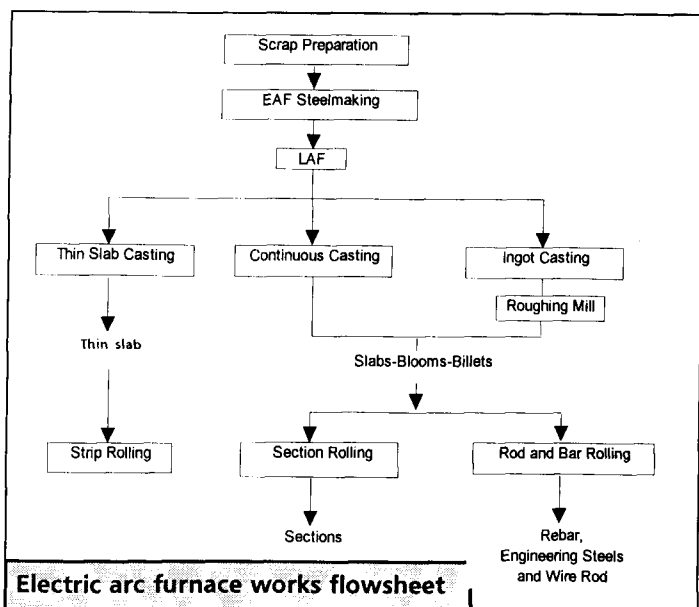 Scrap Preparation
EAF Steelmaking
LAF
Thin Slab Casting
Continuous Casting
Ingot Casting
Roughing Mill
Thin slab
Slabs-Blooms-Billets
Strip Rolling
Section Rolling
Rod and Bar Rolling
Sections
Rebar,
Engineering Steels
and Wire Rod
Electric arc furnace works flowsheet